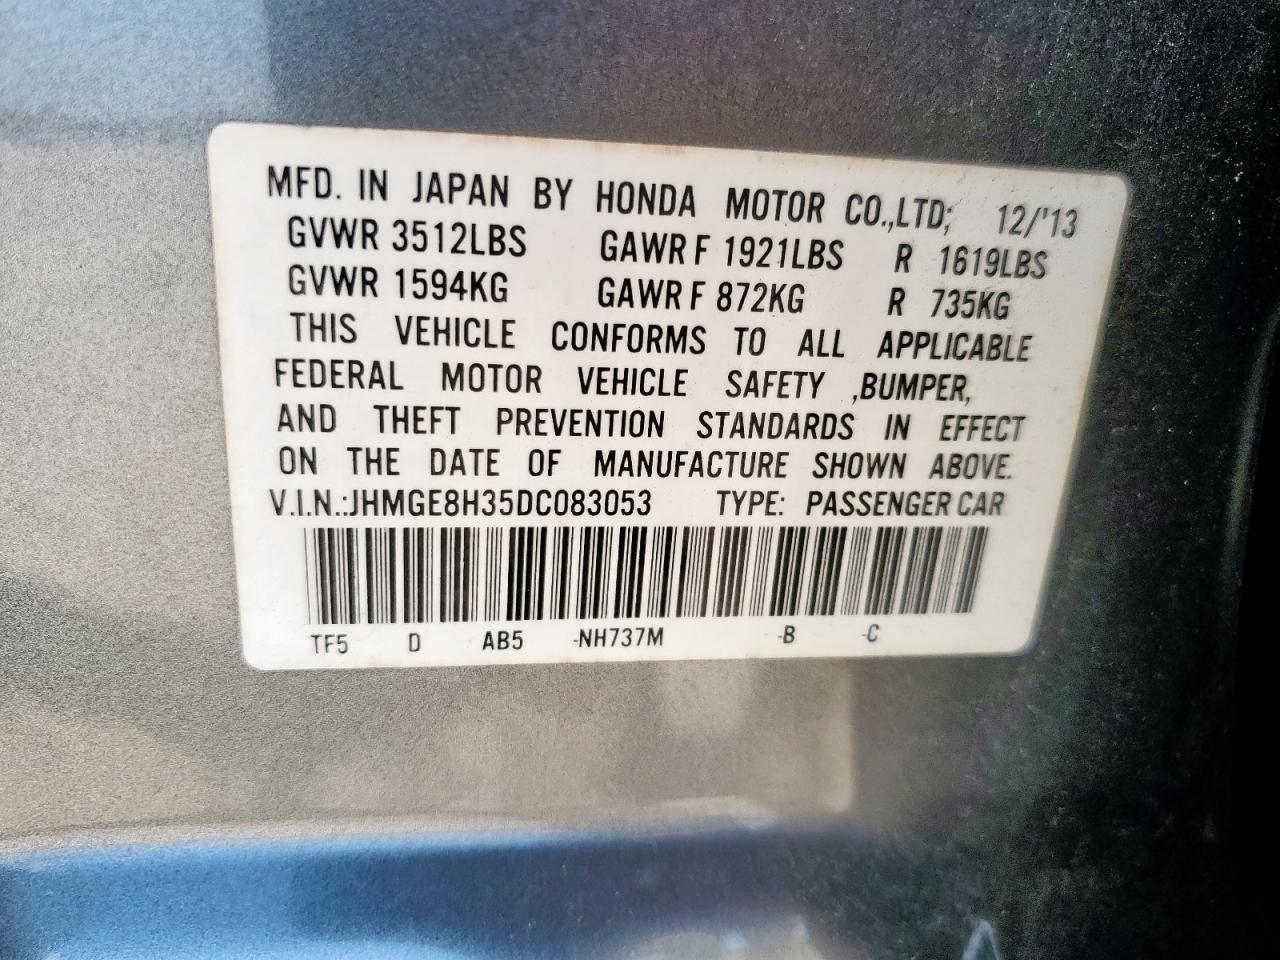 MFD. IN JAPAN BY HONDA MOTOR CO.,LTD; 12/'13
GVWR 3512LBS GAWR F 1921LBS R 1619LBS
GVWR 1594KG GAWR F 872KG R 735KG
THIS VEHICLE CONFORMS TO ALL APPLICABLE
FEDERAL MOTOR VEHICLE SAFETY ,BUMPER,
AND THEFT PREVENTION STANDARDS IN EFFECT
ON THE DATE OF MANUFACTURE SHOWN ABOVE.
V.I.N.:JHMGE8H35DC083053 TYPE: PASSENGER CAR
TF5 D AB5 -NH737M -B -C